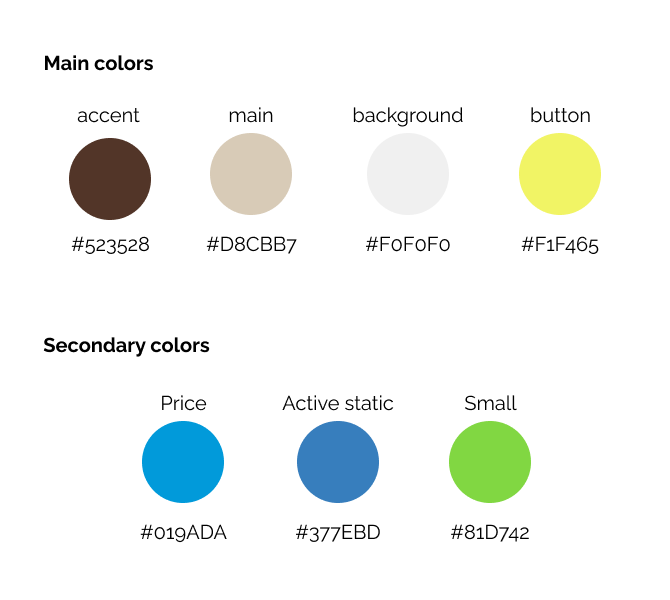 Main colors
accent main background button
#523528 #D8CBB7 #F0F0F0 #F1F465
Secondary colors
Price Active static Small
#019ADA #377EBD #81D742